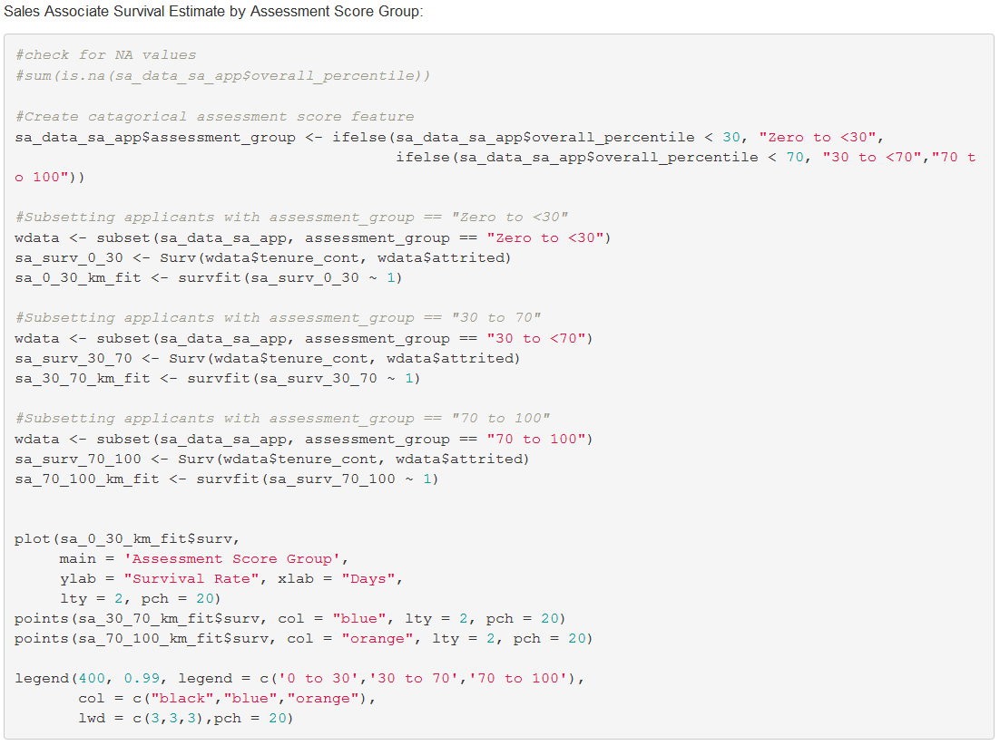 Sales Associate Survival Estimate by Assessment Score Group:
#check for NA values
#sum(is.na(sa_data_sa_app$overall_percentile))
#Create catagorical assessment score feature
sa_data_sa_app$assessment_group <- ifelse(sa_data_sa_app$overall_percentile < 30, "Zero to <30",
ifelse(sa_data_sa_app$overall_percentile < 70, "30 to <70","70 t
o 100"))
#Subsetting applicants with assessment_group == "Zero to <30"
wdata <- subset(sa_data_sa_app, assessment_group == "Zero to <30")
sa_surv_0_30 <- Surv(wdata$tenure_cont, wdata$attrited)
sa_0_30_km_fit <- survfit(sa_surv_0_30 ~ 1)
#Subsetting applicants with assessment_group == "30 to 70"
wdata <- subset(sa_data_sa_app, assessment_group == "30 to <70")
sa_surv_30_70 <- Surv(wdata$tenure_cont, wdata$attrited)
sa_30_70_km_fit <- survfit(sa_surv_30_70 ~ 1)
#Subsetting applicants with assessment_group == "70 to 100"
wdata <- subset(sa_data_sa_app, assessment_group == "70 to 100")
sa_surv_70_100 <- Surv(wdata$tenure_cont, wdata$attrited)
sa_70_100_km_fit <- survfit(sa_surv_70_100 ~ 1)
plot(sa_0_30_km_fit$surv,
main = 'Assessment Score Group',
ylab = "Survival Rate", xlab = "Days",
lty = 2, pch = 20)
points(sa_30_70_km_fit$surv, col = "blue", lty = 2, pch = 20)
points(sa_70_100_km_fit$surv, col = "orange", lty = 2, pch = 20)
legend(400, 0.99, legend = c('0 to 30','30 to 70','70 to 100'),
col = c("black","blue","orange"),
lwd = c(3,3,3),pch = 20)